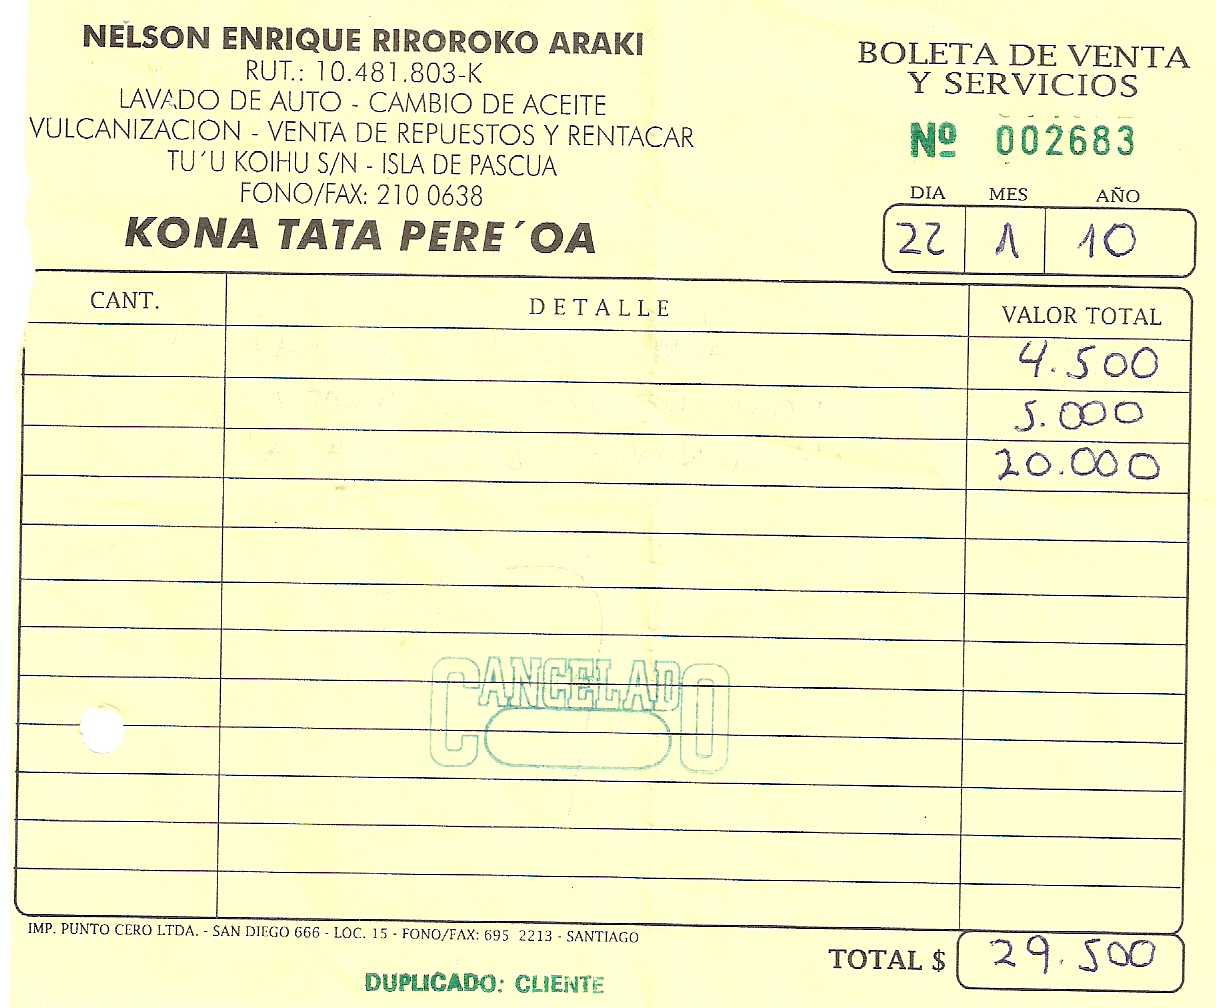 NELSON ENRIQUE RIROROKO ARAKI
RUT.: 10.481.803-K
LAVADO DE AUTO - CAMBIO DE ACEITE
VULCANIZACION - VENTA DE REPUESTOS Y RENTACAR
TU´U KOIHU S/N - ISLA DE PASCUA
FONO/FAX: 210 0638
KONA TATA PERE´OA
BOLETA DE VENTA
Y SERVICIOS
Nº 002683
DIA MES AÑO
22 1 10
CANT. DETALLE VALOR TOTAL
4.500
5.000
20.000
CANCELADO
IMP. PUNTO CERO LTDA. - SAN DIEGO 666 - LOC. 15 - FONO/FAX: 695 2213 - SANTIAGO
TOTAL $ 29.500
DUPLICADO: CLIENTE